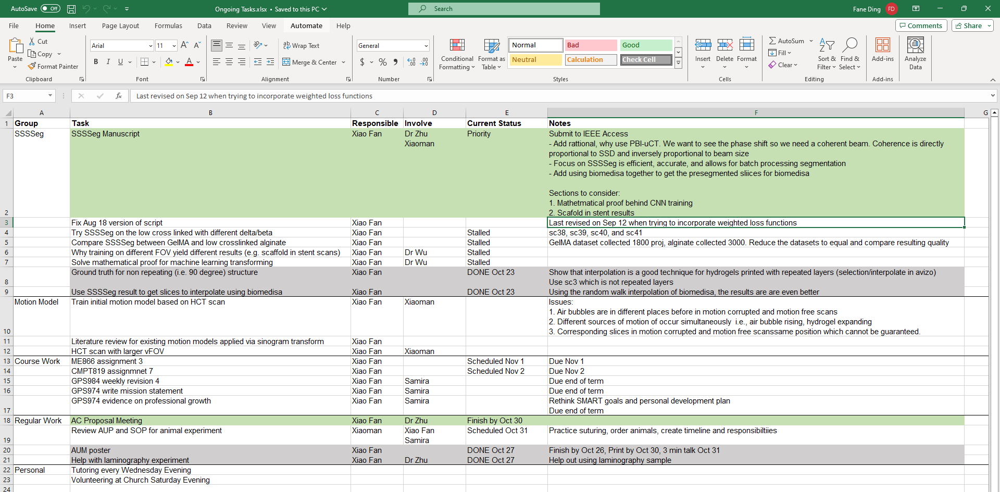 AutoSave Off Ongoing Tasks.xlsx • Saved to this PC Search Fane Ding FD
File Home Insert Page Layout Formulas Data Review View Automate Help Comments Share
Paste
Cut
Copy
Format Painter
Clipboard
Arial 11
B I U
Font
Wrap Text
Merge & Center
Alignment
General
$ % 9
Number
Conditional Formatting
Format as Table
Normal Bad Good
Neutral Calculation Check Cell
Styles
Insert Delete Format
Cells
AutoSum
Fill
Clear
Sort & Filter
Find & Select
Editing
Add-ins
Add-ins
Analyze Data
F3 fx Last revised on Sep 12 when trying to incorporate weighted loss functions
A B C D E F G
1 Group Task Responsible Involve Current Status Notes
SSSSeg SSSSeg Manuscript Xiao Fan Dr Zhu Priority Submit to IEEE Access
Xiaoman - Add rattional, why use PBI-uCT. We want to see the phase shift so we need a coherent beam. Coherence is directly
proportional to SSD and inversely proportional to beam size
- Focus on SSSSeg is efficient, accurate, and allows for batch processing segmentation
- Add using biomedisa together to get the presegmented sliices for biomedisa
Sections to consider:
1. Mathetmatical proof behind CNN training
2 2. Scafold in stent results
3 Fix Aug 18 version of script Xiao Fan Last revised on Sep 12 when trying to incorporate weighted loss functions
4 Try SSSSeg on the low cross linked with different delta/beta Xiao Fan Stalled sc38, sc39, sc40, and sc41
5 Compare SSSSeg between GelMA and low crosslinked alginate Xiao Fan Stalled GelMA dataset collected 1800 proj, alginate collected 3000. Reduce the datasets to equal and compare resulting quality
6 Why training on different FOV yield different results (e.g. scaffold in stent scans) Xiao Fan Dr Wu Stalled
7 Solve mathematical proof for machine learning transforming Xiao Fan Dr Wu Stalled
Ground truth for non repeating (i.e. 90 degree) structure Xiao Fan DONE Oct 23 Show that interpolation is a good technique for hydrogels printed with repeated layers (selection/interpolate in avizo)
8 Use sc3 which is not repeated layers
9 Use SSSSeg result to get slices to interpolate using biomedisa Xiao Fan DONE Oct 23 Using the random walk interpolation of biomedisa, the results are are even better
Motion Model Train initial motion model based on HCT scan Xiao Fan Xiaoman Issues:
1. Air bubbles are in different places before in motion corrupted and motion free scans
2. Different sources of motion of occur simultaneously i.e., air bubble rising, hydrogel expanding
10 3. Corresponding slices in motion corrupted and motion free scanssame position which cannot be guaranteed.
11 Literature review for existing motion models applied via sinogram transform Xiao Fan
12 HCT scan with larger vFOV Xiao Fan Xiaoman
13 Course Work ME866 assignment 3 Xiao Fan Scheduled Nov 1 Due Nov 1
14 CMPT819 assignmnet 7 Xiao Fan Scheduled Nov 2 Due Nov 2
15 GPS984 weekly revision 4 Xiao Fan Samira Due end of term
16 GPS974 write mission statement Xiao Fan Samira Due end of term
GPS974 evidence on professional growth Xiao Fan Samira Rethink SMART goals and personal development plan
17 Due end of term
18 Regular Work AC Proposal Meeting Xiao Fan Dr Zhu Finish by Oct 30
Review AUP and SOP for animal experiment Xiaoman Xiao Fan Scheduled Oct 31 Practice suturing, order animals, create timeline and responsibiltiies
19 Samira
20 AUM poster Xiao Fan DONE Oct 27 Finish by Oct 26, Print by Oct 30, 3 min talk Oct 31
21 Help with laminography experiment Xiao Fan Dr Zhu DONE Oct 27 Help out using laminography sample
22 Personal Tutoring every Wednesday Evening
23 Volunteering at Church Saturday Evening
24